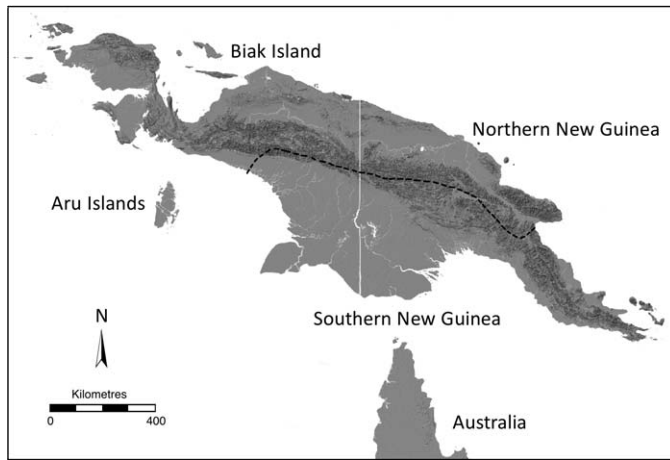 Biak Island
Northern New Guinea
Aru Islands
Southern New Guinea
N
Kilometres
0 400
Australia